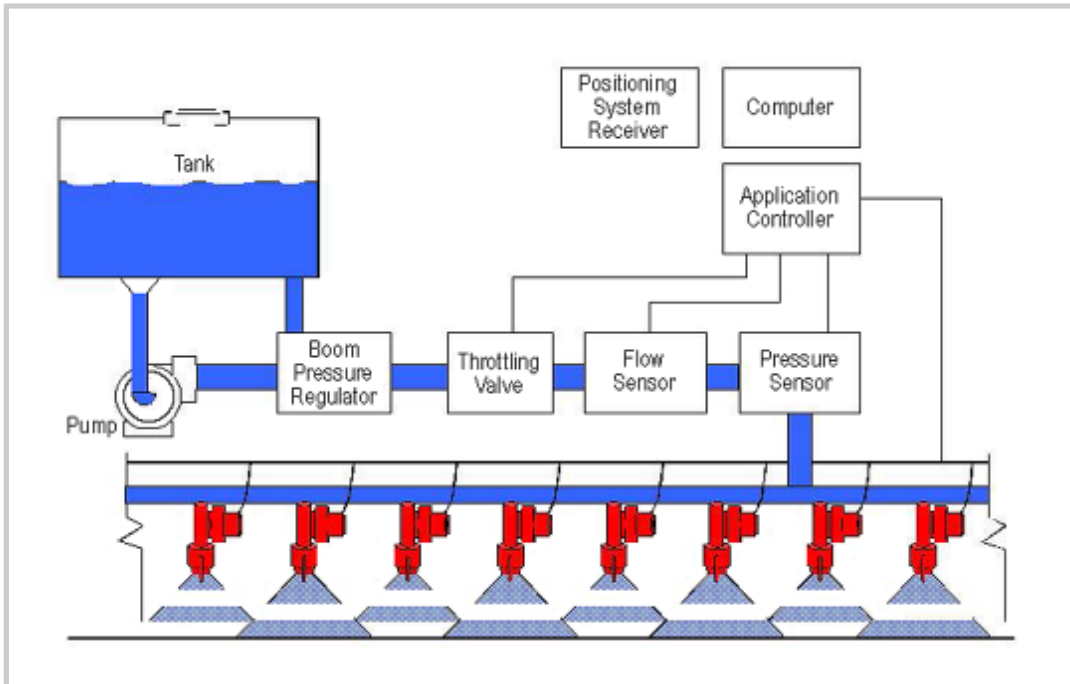 Positioning
System
Receiver
Computer
Tank
Application
Controller
Boom
Pressure
Regulator
Throttling
Valve
Flow
Sensor
Pressure
Sensor
Pump